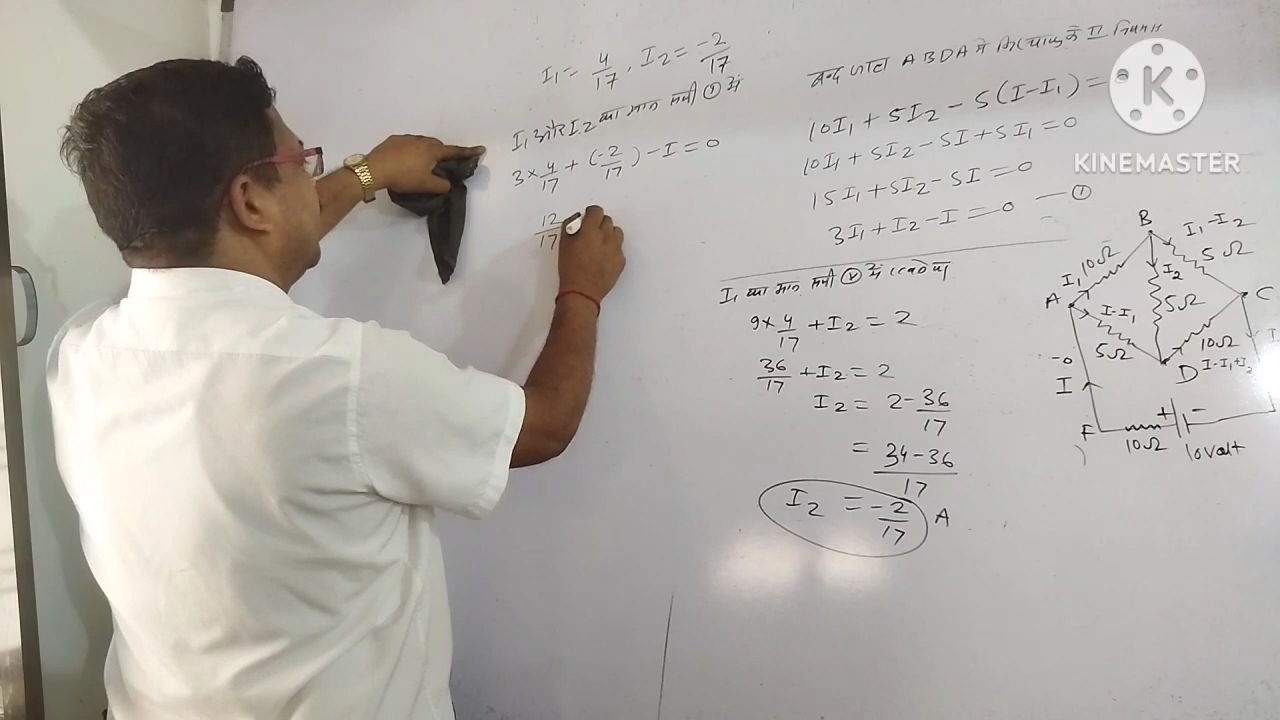 I₁ = 4/17, I₂ = -2/17
I₁ और I₂ का मान समी ① में
3 × 4/17 + (-2/17) - I = 0
12/17
बन्द पाश ABDA में किरचॉफ के II नियम
10I₁ + 5I₂ - 5(I-I₁) =
10I₁ + 5I₂ - 5I + 5I₁ = 0
15I₁ + 5I₂ - 5I = 0
3I₁ + I₂ - I = 0 — ①
I₁ का मान समी में
9 × 4/17 + I₂ = 2
36/17 + I₂ = 2
I₂ = 2 - 36/17
= 34-36/17
I₂ = -2/17 A
K
KINEMASTER
B
I₁-I₂
I₁ 10Ω
I₂
5Ω
A
I-I₁
5Ω
C
5Ω
10Ω
D
I-I₁+I₂
I
I
F
+
-
10Ω
10 Volt